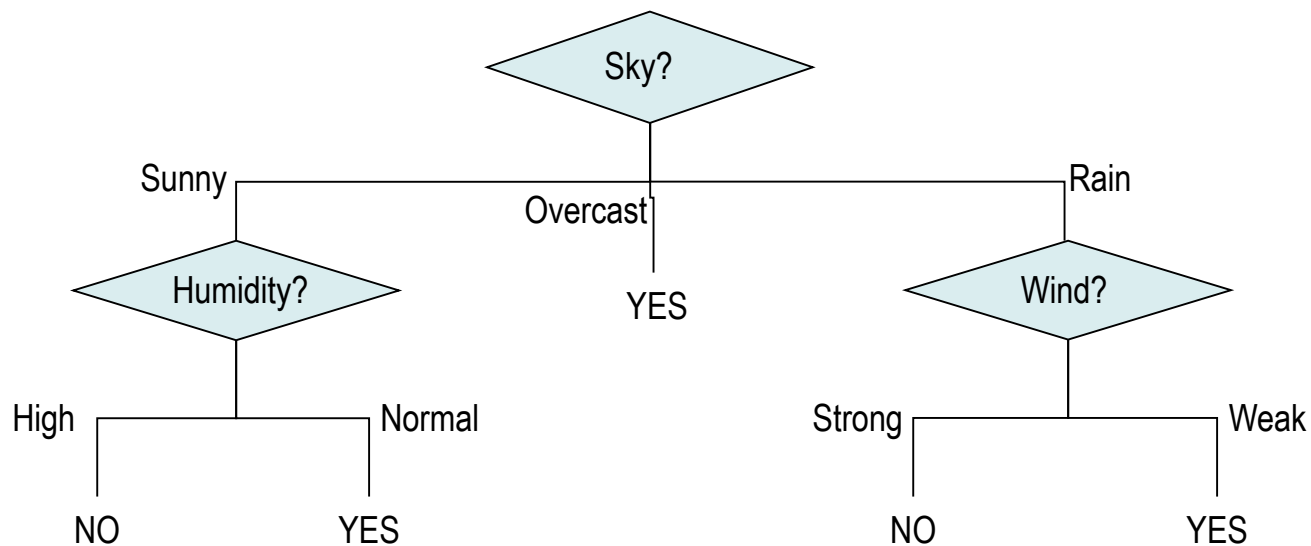 Sky?
Sunny
Rain
Overcast
Humidity?
YES
Wind?
High
Normal
Strong
Weak
NO
YES
NO
YES